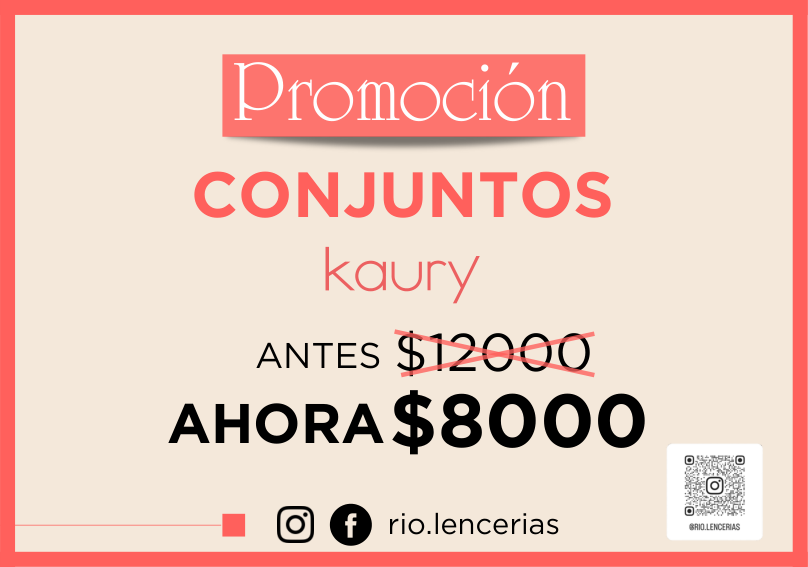 Promoción
CONJUNTOS
kaury
ANTES $12000
AHORA $8000
rio.lencerias
@RIO.LENCERIAS